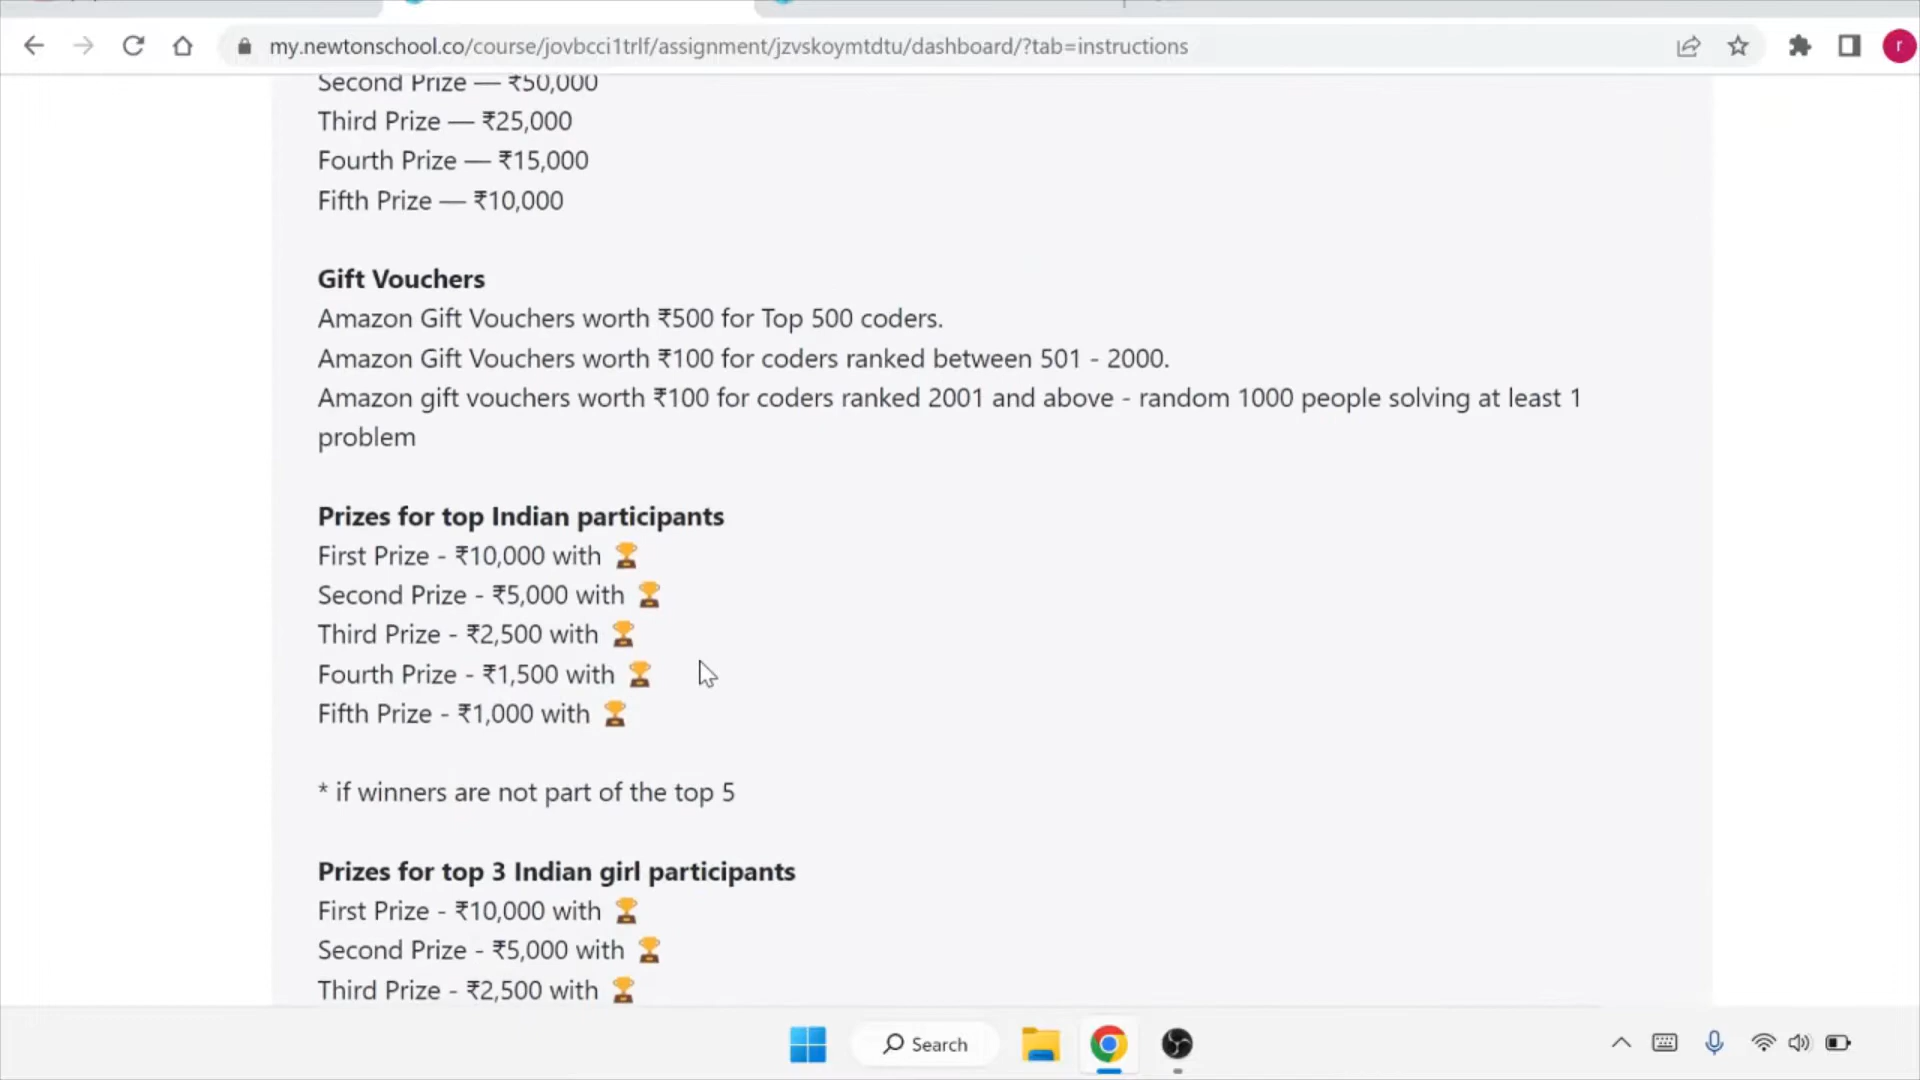 my.newtonschool.co/course/jovbcci1trlf/assignment/jzvskoymtdtu/dashboard/?tab=instructions
r
Second Prize — ₹50,000
Third Prize — ₹25,000
Fourth Prize — ₹15,000
Fifth Prize — ₹10,000
Gift Vouchers
Amazon Gift Vouchers worth ₹500 for Top 500 coders.
Amazon Gift Vouchers worth ₹100 for coders ranked between 501 - 2000.
Amazon gift vouchers worth ₹100 for coders ranked 2001 and above - random 1000 people solving at least 1
problem
Prizes for top Indian participants
First Prize - ₹10,000 with 🏆
Second Prize - ₹5,000 with 🏆
Third Prize - ₹2,500 with 🏆
Fourth Prize - ₹1,500 with 🏆
Fifth Prize - ₹1,000 with 🏆
* if winners are not part of the top 5
Prizes for top 3 Indian girl participants
First Prize - ₹10,000 with 🏆
Second Prize - ₹5,000 with 🏆
Third Prize - ₹2,500 with 🏆
Search